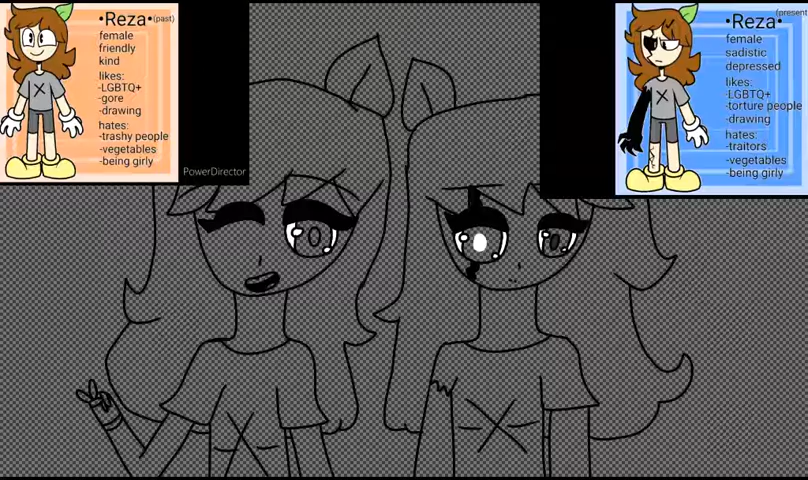 •Reza•(past)
female
friendly
kind
likes:
-LGBTQ+
-gore
-drawing
hates:
-trashy people
-vegetables
-being girly
PowerDirector
(present
•Reza•
female
sadistic
depressed
likes:
-LGBTQ+
-torture people
-drawing
hates:
-traitors
-vegetables
-being girly